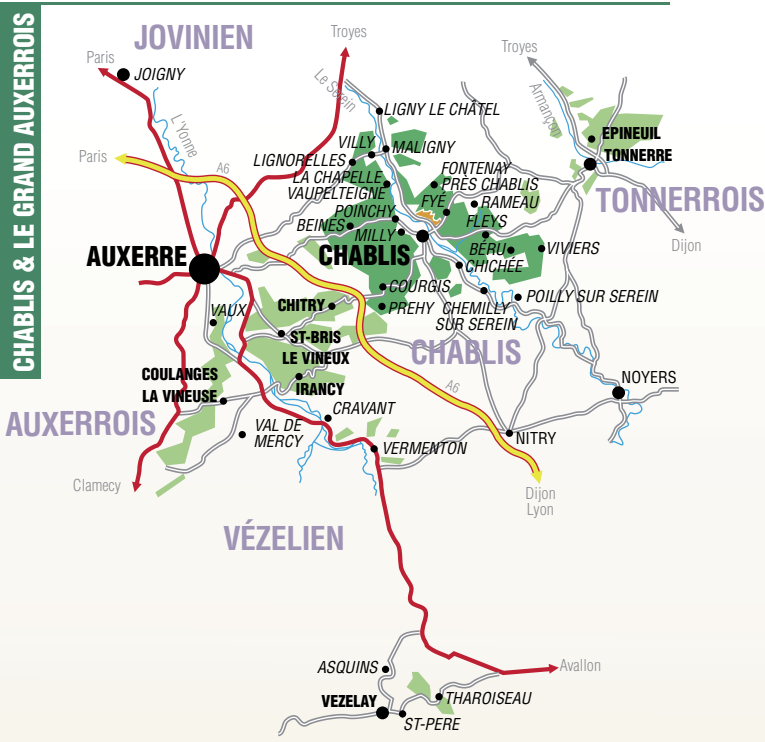 CHABLIS & LE GRAND AUXERROIS
JOVINIEN
Troyes
Troyes
Paris
JOIGNY
Le Serein
Armançon
L'Yonne
LIGNY LE CHÂTEL
EPINEUIL
VILLY
MALIGNY
TONNERRE
Paris
A6
LIGNORELLES
FONTENAY
PRÈS CHABLIS
LA CHAPELLE
VAUPELTEIGNE
TONNERROIS
FYÉ
RAMEAU
POINCHY
FLEYS
BEINES
MILLY
Dijon
AUXERRE
CHABLIS
BÉRU
VIVIERS
CHICHÉE
COURGIS
POILLY SUR SEREIN
CHITRY
PREHY
CHEMILLY
SUR SEREIN
VAUX
ST-BRIS
LE VINEUX
CHABLIS
COULANGES
LA VINEUSE
IRANCY
A6
NOYERS
AUXERROIS
CRAVANT
VAL DE
MERCY
NITRY
VERMENTON
Clamecy
Dijon
Lyon
VÉZELIEN
ASQUINS
Avallon
VEZELAY
THAROISEAU
ST-PERE